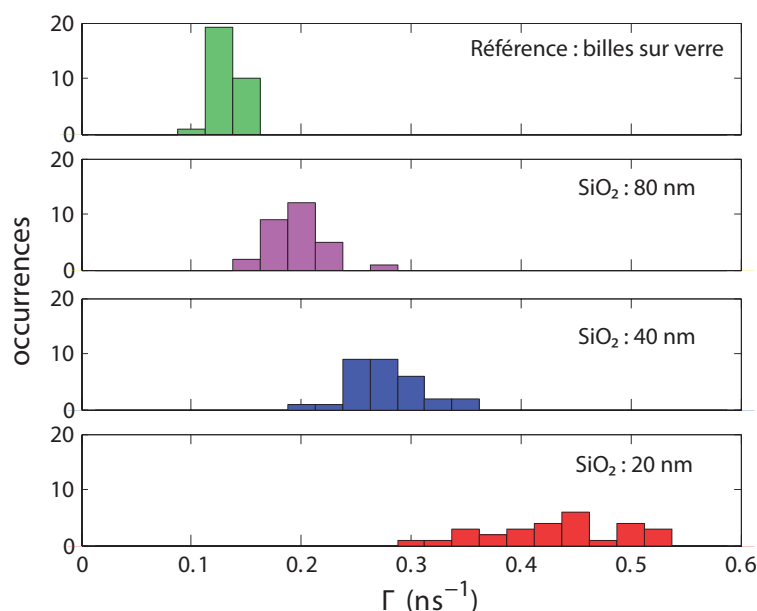 20
10
0
Référence : billes sur verre
20
10
0
SiO₂ : 80 nm
20
10
0
SiO₂ : 40 nm
20
10
0
SiO₂ : 20 nm
occurrences
0 0.1 0.2 0.3 0.4 0.5 0.6
Γ (ns⁻¹)